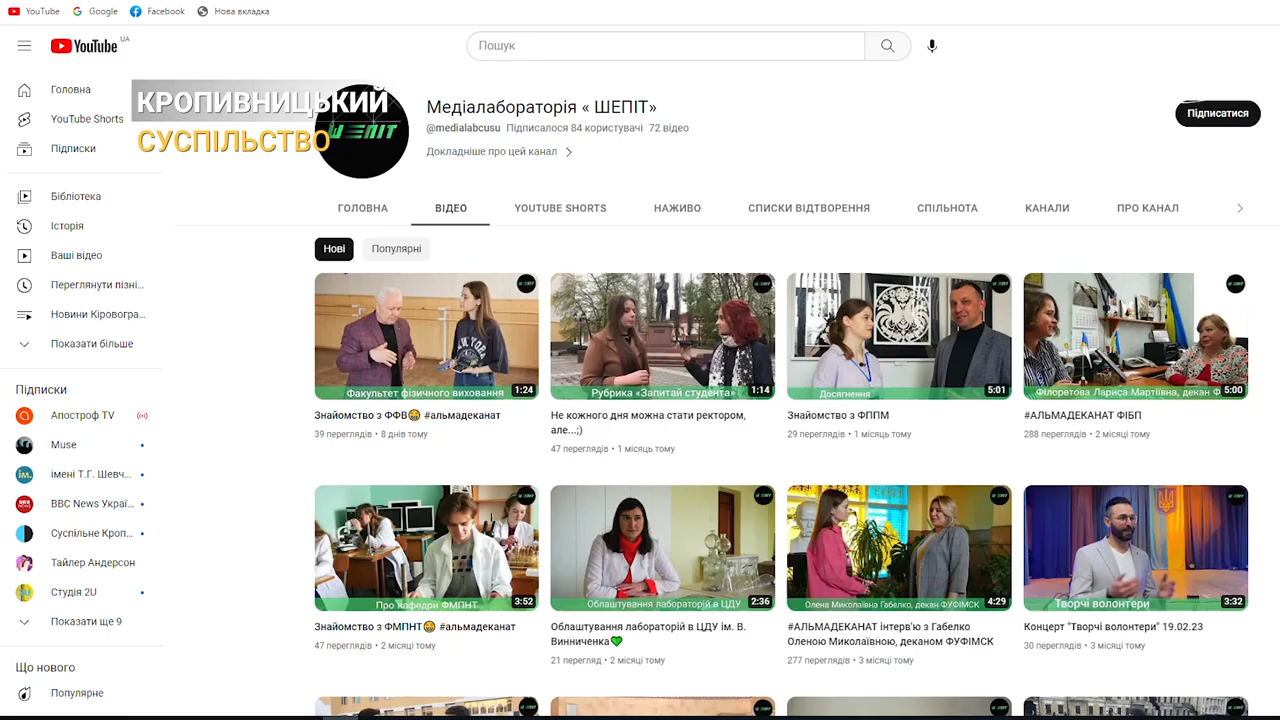 YouTube
Google
Facebook
Нова вкладка
YouTube
UA
Пошук
Головна
YouTube Shorts
Підписки
КРОПИВНИЦЬКИЙ
СУСПІЛЬСТВО
ШЕПІТ
Медіалабораторія « ШЕПІТ»
@medialabcusu Підписалося 84 користувачі 72 відео
Докладніше про цей канал
Підписатися
Бібліотека
Історія
Ваші відео
Переглянути пізні...
Новини Кіровогра...
Показати більше
ГОЛОВНА
ВІДЕО
YOUTUBE SHORTS
НАЖИВО
СПИСКИ ВІДТВОРЕННЯ
СПІЛЬНОТА
КАНАЛИ
ПРО КАНАЛ
Нові
Популярні
Факультет фізичного виховання
1:24
Рубрика «Запитай студента»
1:14
Досягнення
5:01
Філоретова Лариса Мартіївна, декан Ф
5:00
Знайомство з ФФВ😁 #альмадеканат
39 переглядів • 8 днів тому
Не кожного дня можна стати ректором,
але...;)
47 переглядів • 1 місяць тому
Знайомство з ФППМ
29 переглядів • 1 місяць тому
#АЛЬМАДЕКАНАТ ФІБП
288 переглядів • 2 місяці тому
Підписки
Апостроф TV
Muse
імені Т.Г. Шевч...
BBC News Украї...
Суспільне Кроп...
Тайлер Андерсон
Студія 2U
Показати ще 9
Що нового
Популярне
Про кафедри ФМПНТ
3:52
Облаштування лабораторій в ЦДУ
2:36
Олена Миколаївна Габелко, декан ФУФІМСК
4:29
Творчі волонтери
3:32
Знайомство з ФМПНТ😁 #альмадеканат
47 переглядів • 2 місяці тому
Облаштування лабораторій в ЦДУ ім. В.
Винниченка💚
21 перегляд • 2 місяці тому
#АЛЬМАДЕКАНАТ інтерв'ю з Габелко
Оленою Миколаївною, деканом ФУФІМСК
277 переглядів • 3 місяці тому
Концерт "Творчі волонтери" 19.02.23
30 переглядів • 3 місяці тому